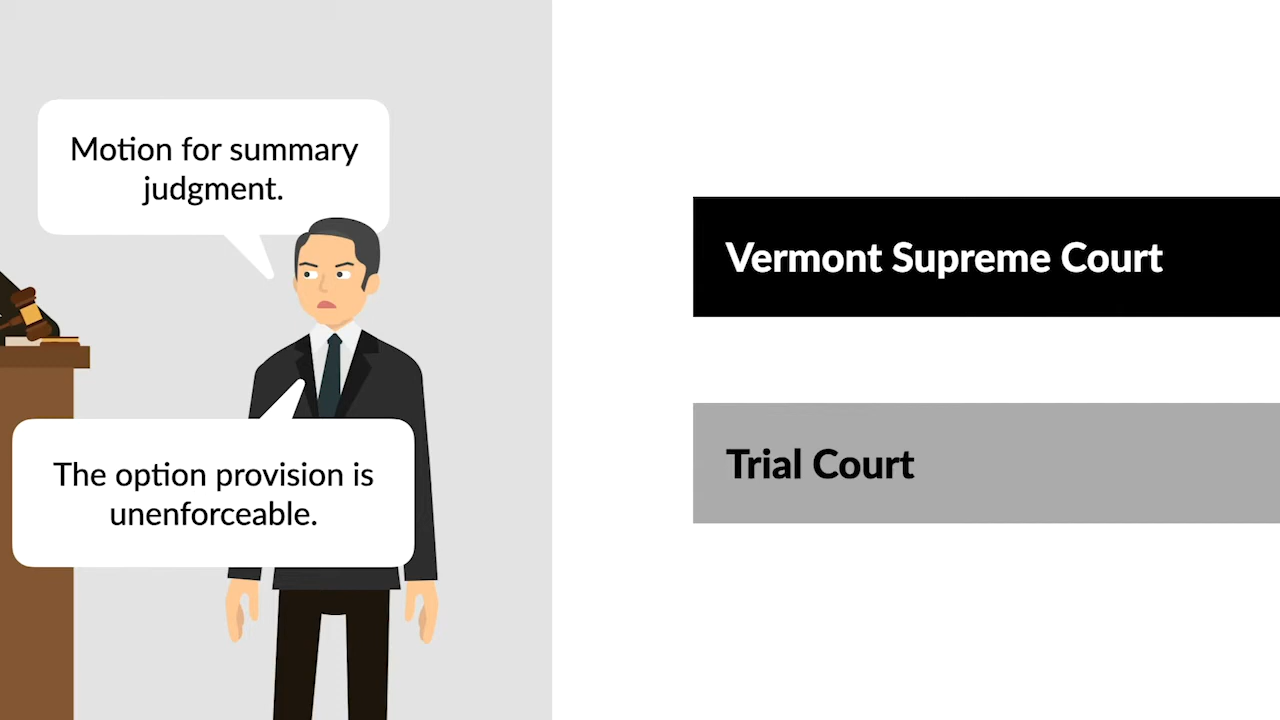 Motion for summary
judgment.
The option provision is
unenforceable.
Vermont Supreme Court
Trial Court